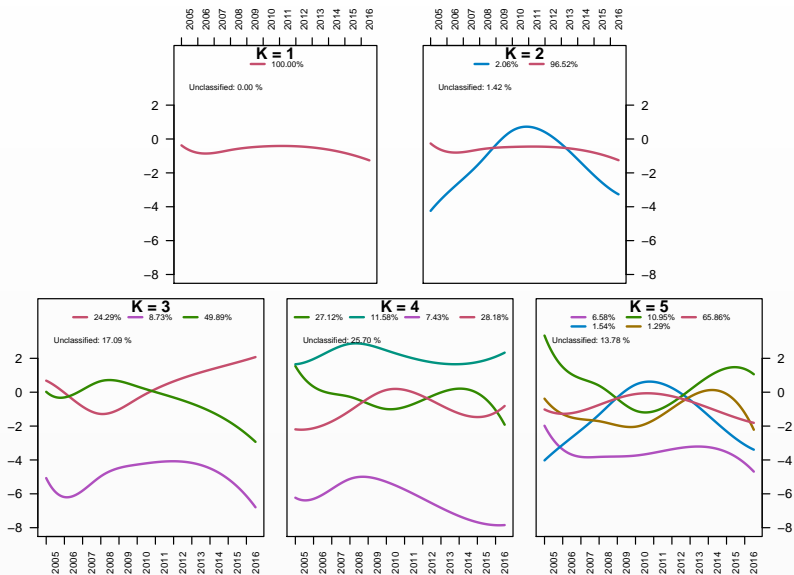 2005 2006 2007 2008 2009 2010 2011 2012 2013 2014 2015 2016
2005 2006 2007 2008 2009 2010 2011 2012 2013 2014 2015 2016
K = 1
100.00%
Unclassified: 0.00 %
K = 2
2.06% 96.52%
Unclassified: 1.42 %
2
0
−2
−4
−6
−8
2
0
−2
−4
−6
−8
K = 3
24.29% 8.73% 49.89%
Unclassified: 17.09 %
K = 4
27.12% 11.58% 7.43% 28.18%
Unclassified: 25.70 %
K = 5
6.58% 10.95% 65.86%
1.54% 1.29%
Unclassified: 13.78 %
2
0
−2
−4
−6
−8
2
0
−2
−4
−6
−8
2005 2006 2007 2008 2009 2010 2011 2012 2013 2014 2015 2016
2005 2006 2007 2008 2009 2010 2011 2012 2013 2014 2015 2016
2005 2006 2007 2008 2009 2010 2011 2012 2013 2014 2015 2016